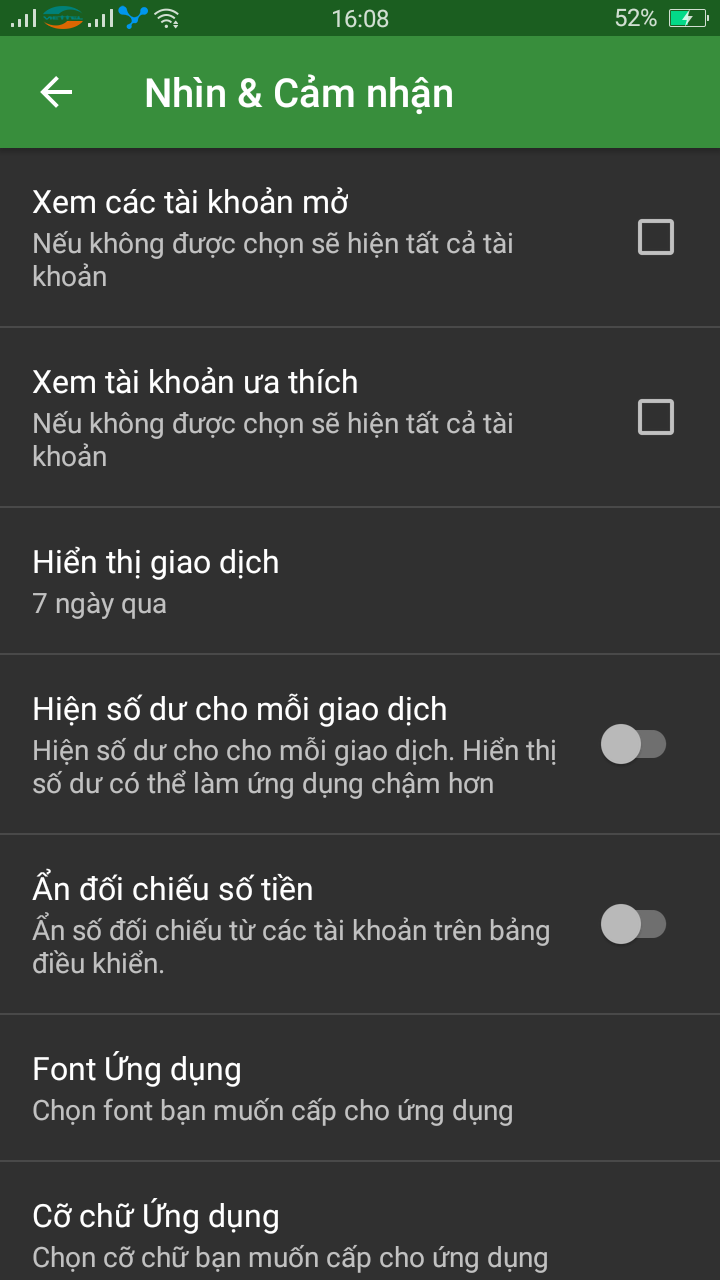 VIETTEL 16:08 52%
Nhìn & Cảm nhận
Xem các tài khoản mở
Nếu không được chọn sẽ hiện tất cả tài
khoản
Xem tài khoản ưa thích
Nếu không được chọn sẽ hiện tất cả tài
khoản
Hiển thị giao dịch
7 ngày qua
Hiện số dư cho mỗi giao dịch
Hiện số dư cho cho mỗi giao dịch. Hiển thị
số dư có thể làm ứng dụng chậm hơn
Ẩn đối chiếu số tiền
Ẩn số đối chiếu từ các tài khoản trên bảng
điều khiển.
Font Ứng dụng
Chọn font bạn muốn cấp cho ứng dụng
Cỡ chữ Ứng dụng
Chọn cỡ chữ bạn muốn cấp cho ứng dụng